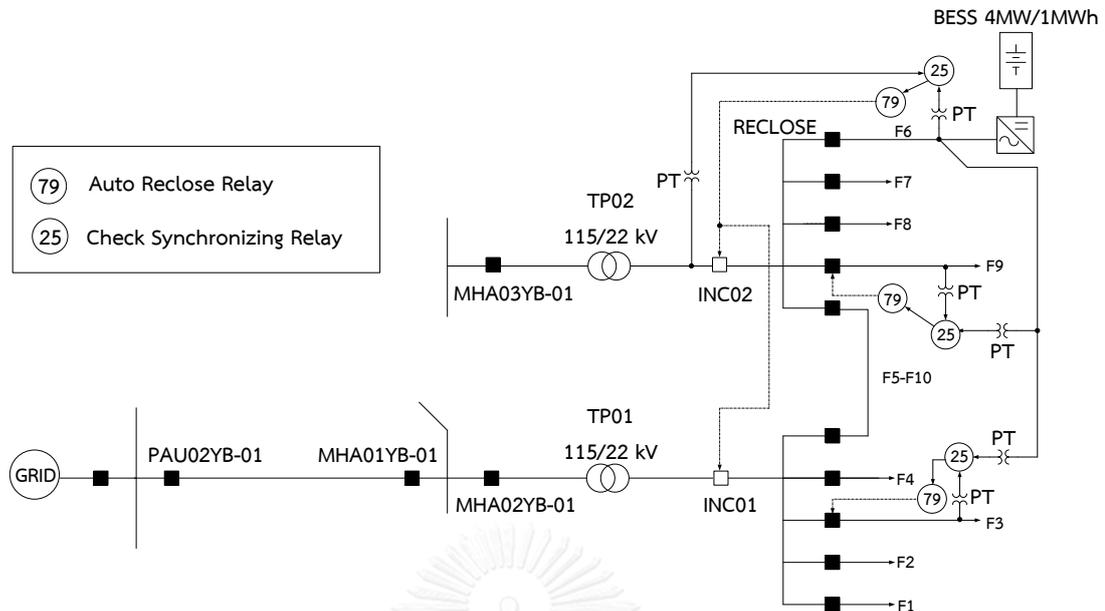 BESS 4MW/1MWh
25
79
PT
RECLOSE
F6
PT
F7
79 Auto Reclose Relay
25 Check Synchronizing Relay
TP02
115/22 kV
F8
F9
MHA03YB-01
INC02
79
PT
25
PT
F5-F10
TP01
115/22 kV
PAU02YB-01
MHA01YB-01
PT
25
GRID
F4
MHA02YB-01
INC01
79
PT
F3
F2
F1